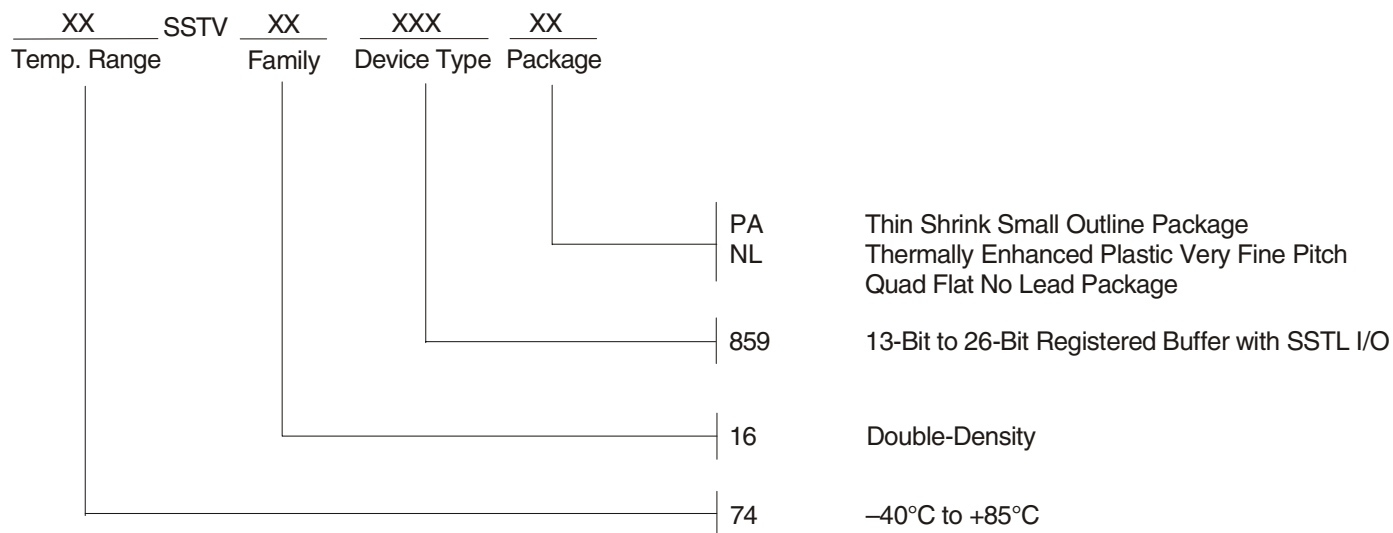 XX SSTV XX XXX XX
Temp. Range Family Device Type Package
PA Thin Shrink Small Outline Package
NL Thermally Enhanced Plastic Very Fine Pitch
Quad Flat No Lead Package
859 13-Bit to 26-Bit Registered Buffer with SSTL I/O
16 Double-Density
74 –40°C to +85°C